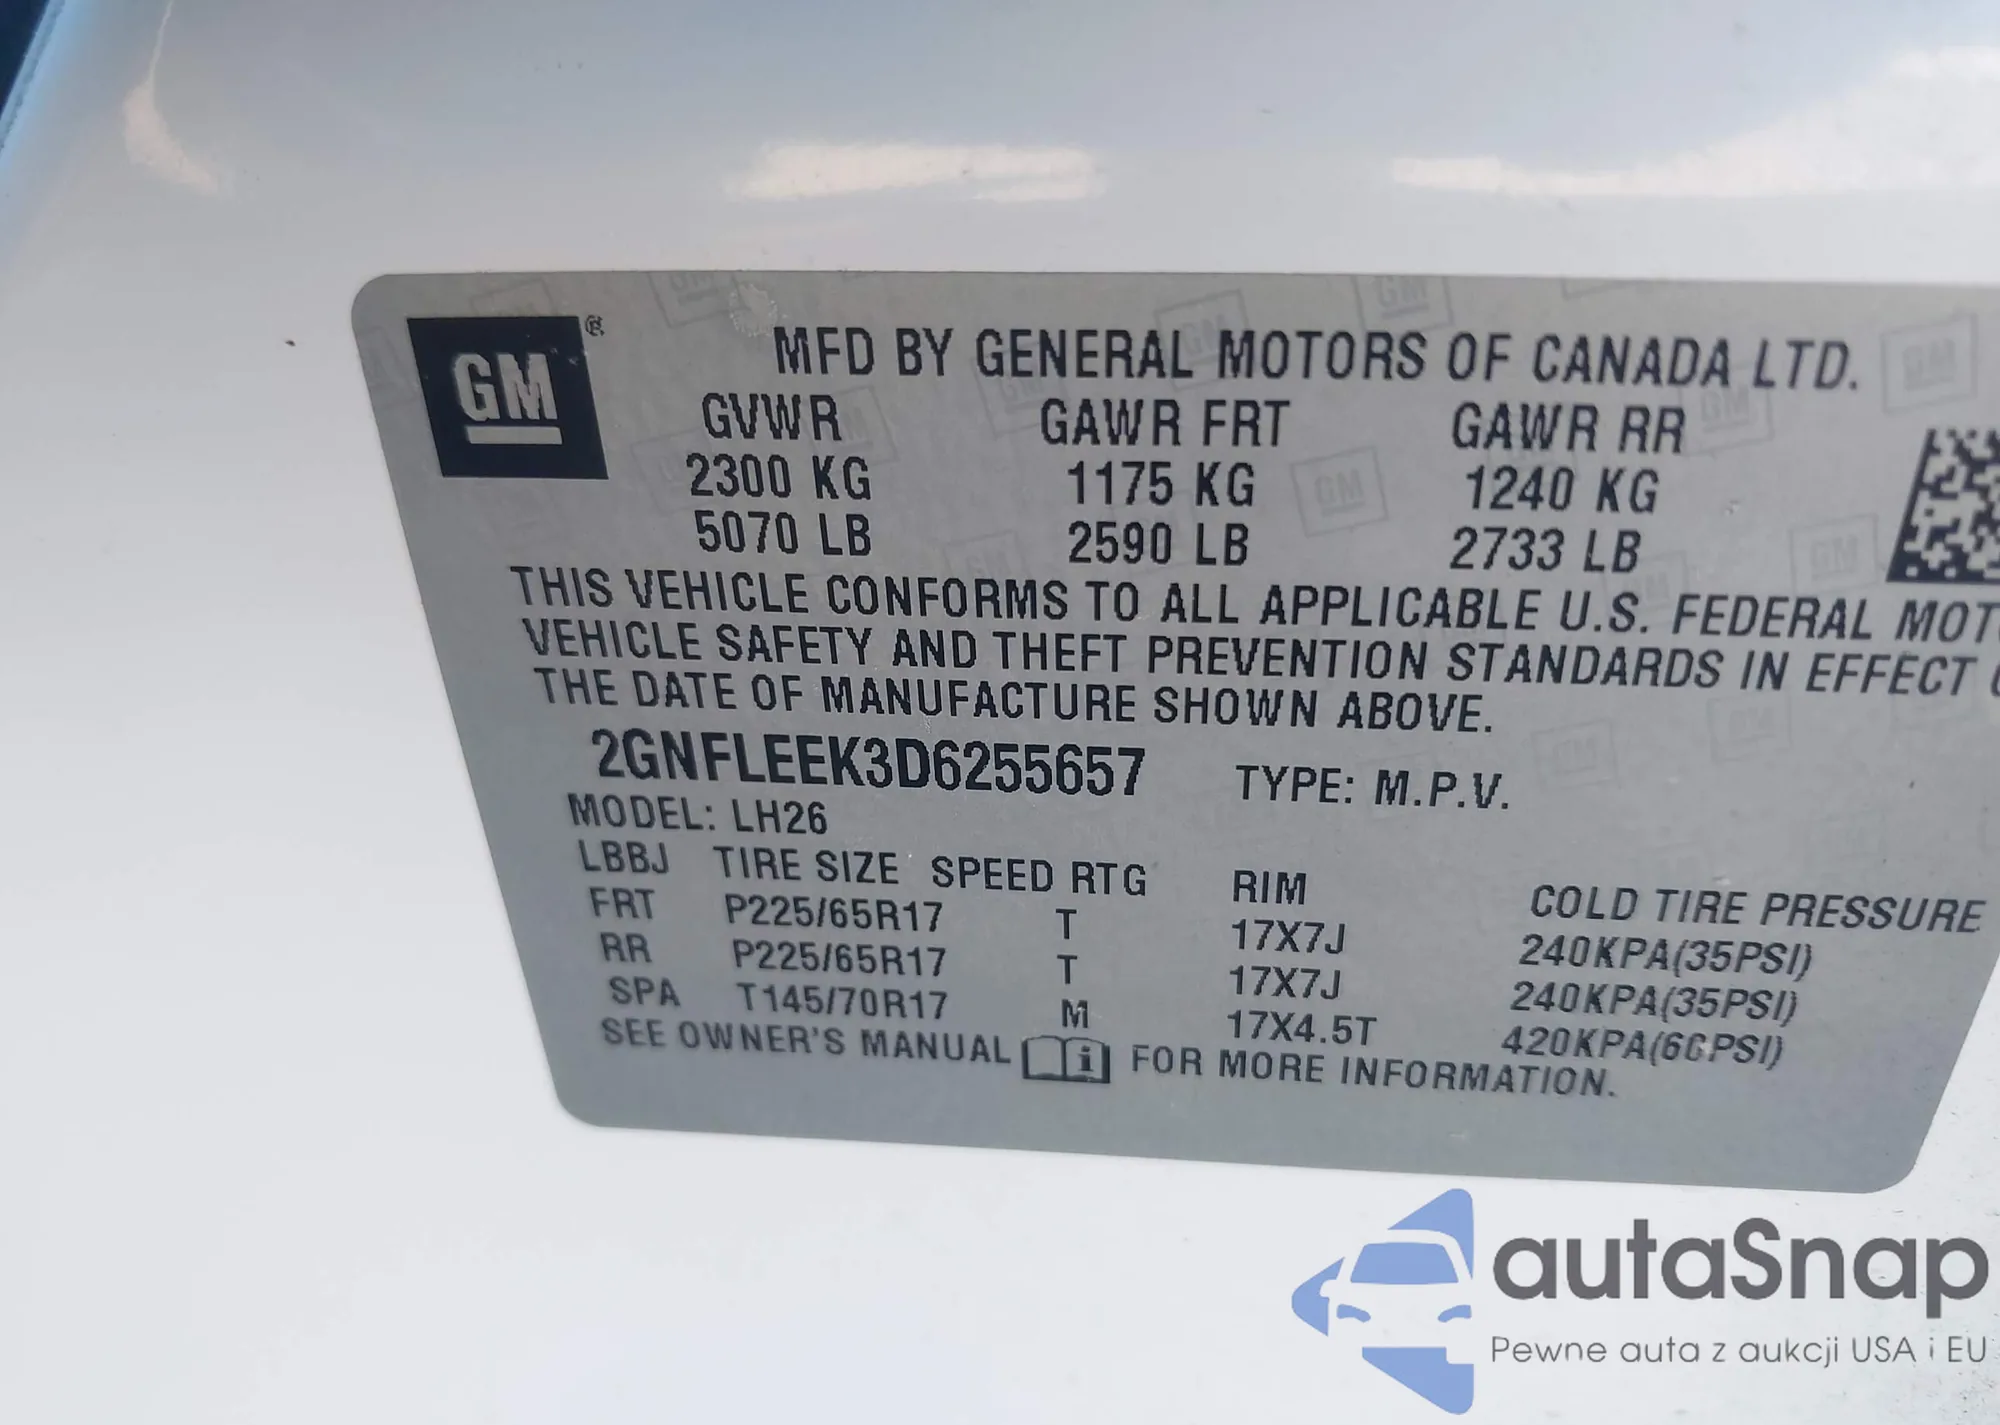 GM ®
MFD BY GENERAL MOTORS OF CANADA LTD.
GVWR GAWR FRT GAWR RR
2300 KG 1175 KG 1240 KG
5070 LB 2590 LB 2733 LB
THIS VEHICLE CONFORMS TO ALL APPLICABLE U.S. FEDERAL MOT
VEHICLE SAFETY AND THEFT PREVENTION STANDARDS IN EFFECT
THE DATE OF MANUFACTURE SHOWN ABOVE.
2GNFLEEK3D6255657 TYPE: M.P.V.
MODEL: LH26
LBBJ TIRE SIZE SPEED RTG RIM COLD TIRE PRESSURE
FRT P225/65R17 T 17X7J 240KPA(35PSI)
RR P225/65R17 T 17X7J 240KPA(35PSI)
SPA T145/70R17 M 17X4.5T 420KPA(60PSI)
SEE OWNER'S MANUAL i FOR MORE INFORMATION.
autaSnap
Pewne auta z aukcji USA i EU